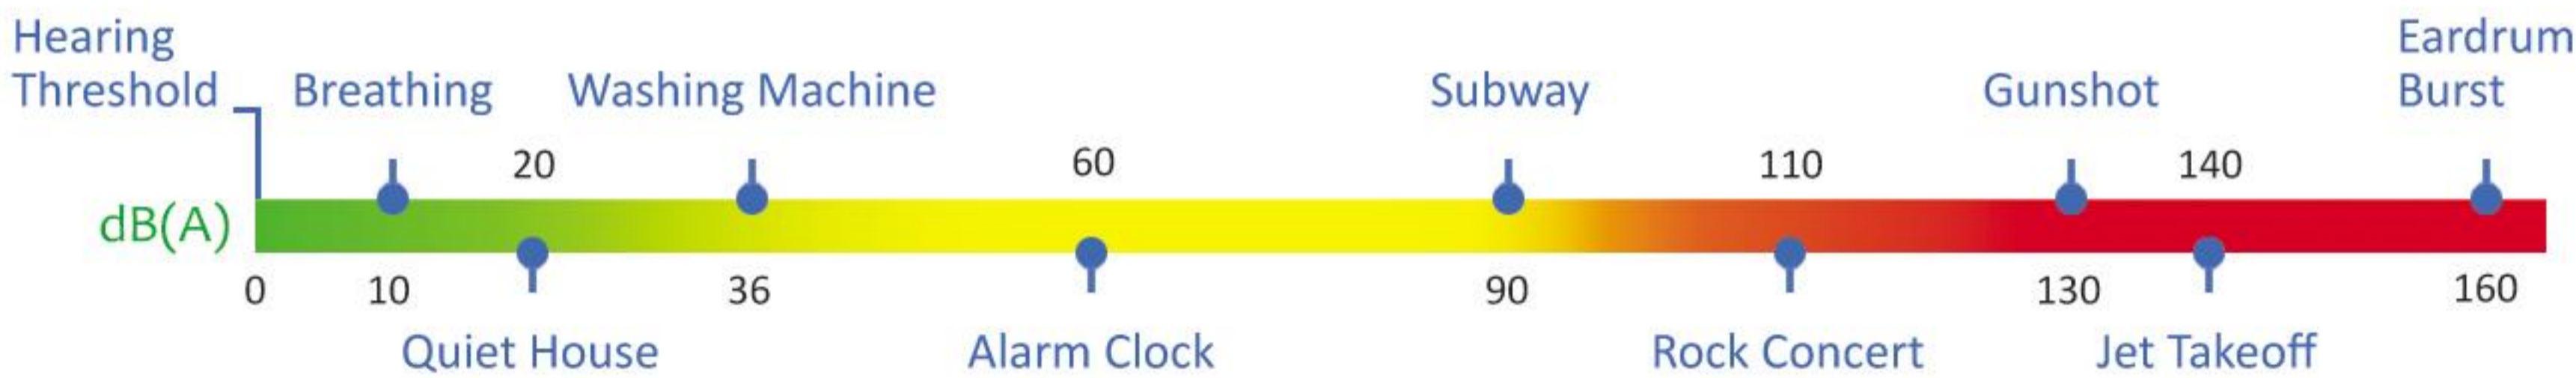 Hearing
Threshold
Breathing
Washing Machine
Subway
Gunshot
Eardrum
Burst
20
60
110
140
dB(A)
0
10
36
90
130
160
Quiet House
Alarm Clock
Rock Concert
Jet Takeoff